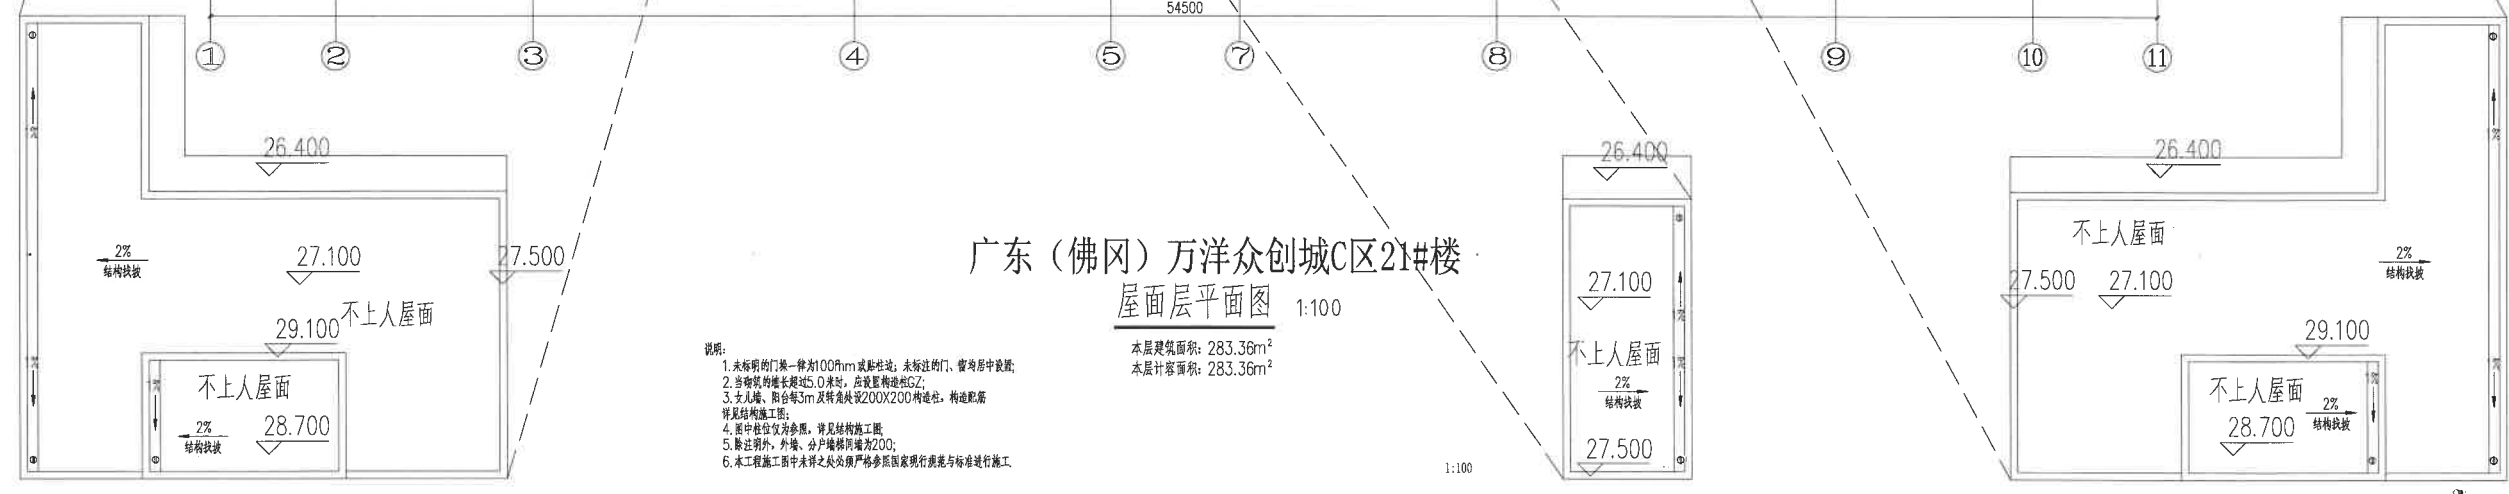 54500
1 2 3 4 5 7 8 9 10 11
26.400
26.400
26.400
2%
结构找坡
27.100
27.500
不上人屋面
29.100
不上人屋面
2%
结构找坡
28.700
广东（佛冈）万洋众创城C区21#楼
屋面层平面图 1:100
本层建筑面积: 283.36m²
本层计容面积: 283.36m²
说明:
1. 未标明的门垛一律为100mm或贴柱边; 未标注的门、窗均居中设置;
2. 当砌筑的墙长超过5.0米时, 应设置构造柱GZ;
3. 女儿墙、阳台每3m及转角处设200X200构造柱, 构造配筋
详见结构施工图;
4. 图中柱位仅为参照, 详见结构施工图
5. 除注明外, 外墙、分户墙梯间墙为200;
6. 本工程施工图中未详之处必须严格参照国家现行规范与标准进行施工.
1:100
27.100
不上人屋面
2%
结构找坡
27.500
不上人屋面
2%
结构找坡
27.500
27.100
29.100
不上人屋面
2%
结构找坡
28.700